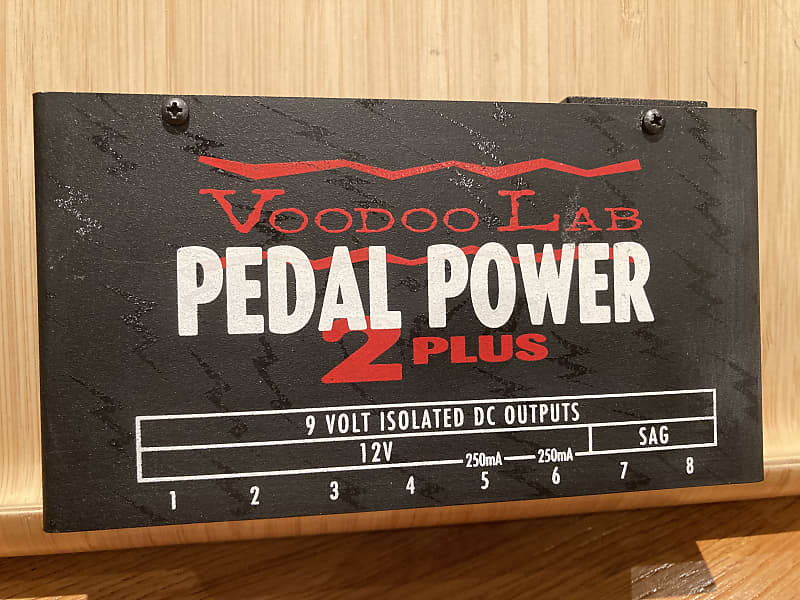 VOODOO LAB
PEDAL POWER
2 PLUS
9 VOLT ISOLATED DC OUTPUTS
12V 250mA 250mA SAG
1 2 3 4 5 6 7 8